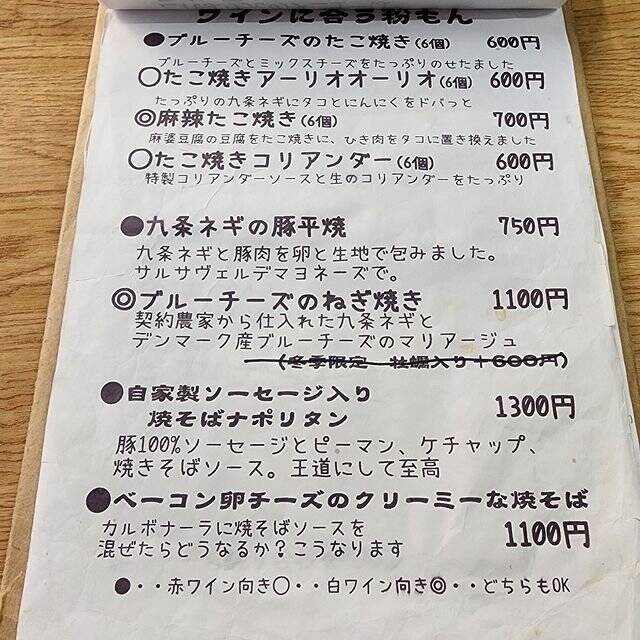 ワインに合う粉もん
●ブルーチーズのたこ焼き(6個) 600円
ブルーチーズとミックスチーズをたっぷりのせたました
○たこ焼きアーリオオーリオ(6個) 600円
たっぷりの九条ネギにタコとにんにくをドバっと
◎麻辣たこ焼き(6個) 700円
麻婆豆腐の豆腐をたこ焼きに、ひき肉をタコに置き換えました
○たこ焼きコリアンダー(6個) 600円
特製コリアンダーソースと生のコリアンダーをたっぷり
●九条ネギの豚平焼 750円
九条ネギと豚肉を卵と生地で包みました。
サルサヴェルデマヨネーズで。
◎ブルーチーズのねぎ焼き 1100円
契約農家から仕入れた九条ネギと
デンマーク産ブルーチーズのマリアージュ
(冬季限定 牡蠣入り+600円)
●自家製ソーセージ入り
焼そばナポリタン 1300円
豚100%ソーセージとピーマン、ケチャップ、
焼きそばソース。王道にして至高
●ベーコン卵チーズのクリーミーな焼そば
カルボナーラに焼そばソースを 1100円
混ぜたらどうなるか?こうなります
●・・赤ワイン向き○・・白ワイン向き◎・・どちらもOK